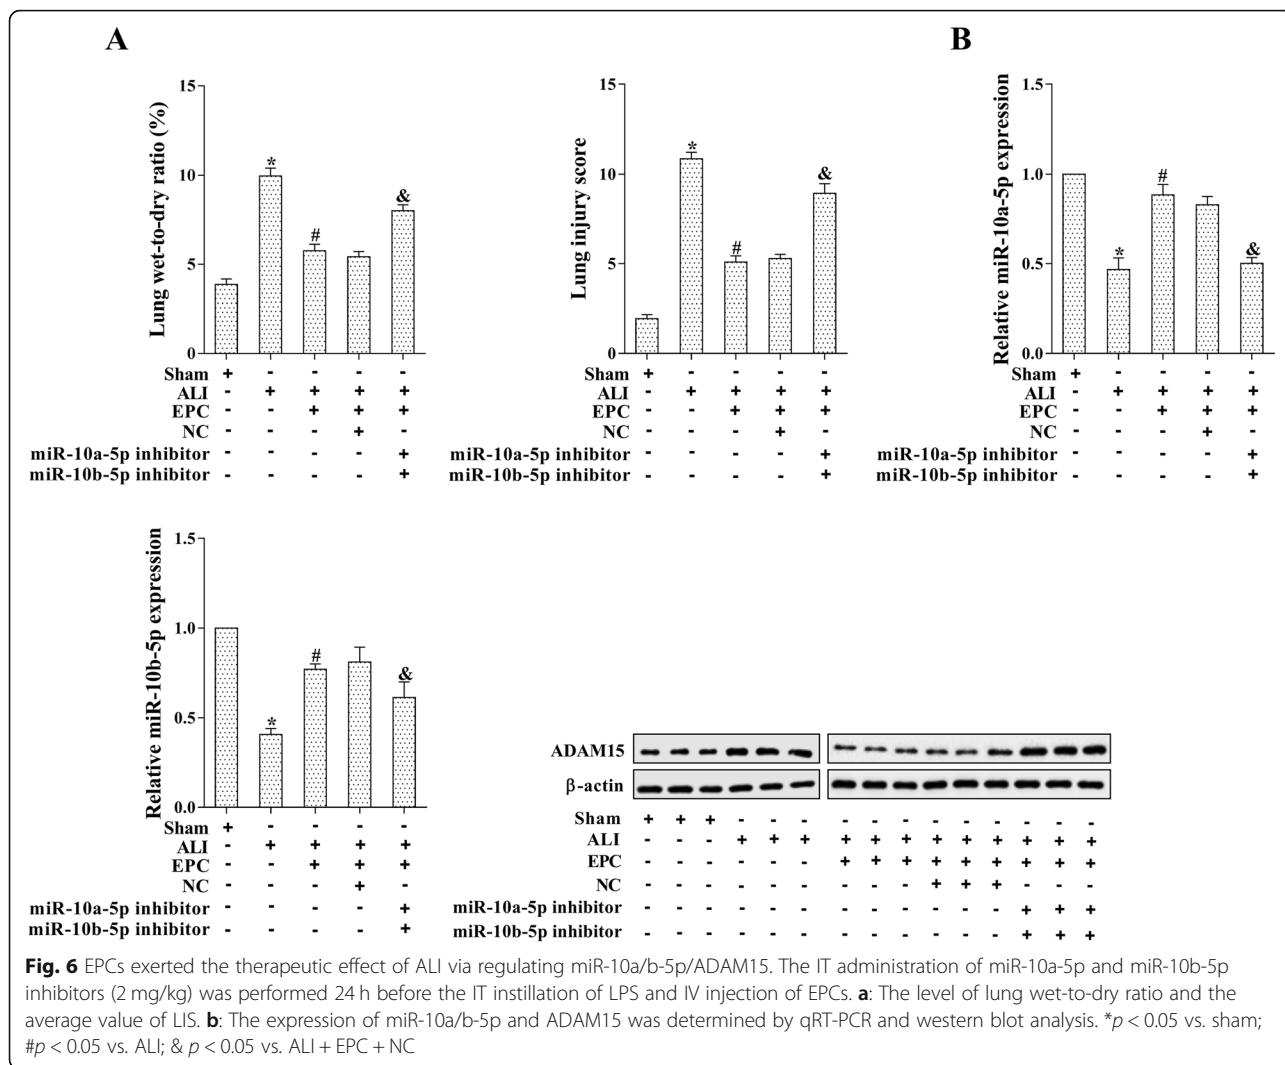 A
B
Lung wet-to-dry ratio (%)
15
10
5
0
*
#
&
Sham + - - - -
ALI - + + + +
EPC - - + + +
NC - - - + -
miR-10a-5p inhibitor - - - - +
miR-10b-5p inhibitor - - - - +
Lung injury score
15
10
5
0
*
#
&
Sham + - - - -
ALI - + + + +
EPC - - + + +
NC - - - + -
miR-10a-5p inhibitor - - - - +
miR-10b-5p inhibitor - - - - +
Relative miR-10a-5p expression
1.5
1.0
0.5
0.0
*
#
&
Sham + - - - -
ALI - + + + +
EPC - - + + +
NC - - - + -
miR-10a-5p inhibitor - - - - +
miR-10b-5p inhibitor - - - - +
Relative miR-10b-5p expression
1.5
1.0
0.5
0.0
*
#
&
Sham + - - - -
ALI - + + + +
EPC - - + + +
NC - - - + -
miR-10a-5p inhibitor - - - - +
miR-10b-5p inhibitor - - - - +
ADAM15
β-actin
Sham + + + - - - - - - - - - - - -
ALI - - - + + + + + + + + + + + +
EPC - - - - - - + + + + + + + + +
NC - - - - - - - - - + + + - - -
miR-10a-5p inhibitor - - - - - - - - - - - - + + +
miR-10b-5p inhibitor - - - - - - - - - - - - + + +
Fig. 6 EPCs exerted the therapeutic effect of ALI via regulating miR-10a/b-5p/ADAM15. The IT administration of miR-10a-5p and miR-10b-5p
inhibitors (2 mg/kg) was performed 24 h before the IT instillation of LPS and IV injection of EPCs. a: The level of lung wet-to-dry ratio and the
average value of LIS. b: The expression of miR-10a/b-5p and ADAM15 was determined by qRT-PCR and western blot analysis. *p < 0.05 vs. sham;
#p < 0.05 vs. ALI; & p < 0.05 vs. ALI + EPC + NC